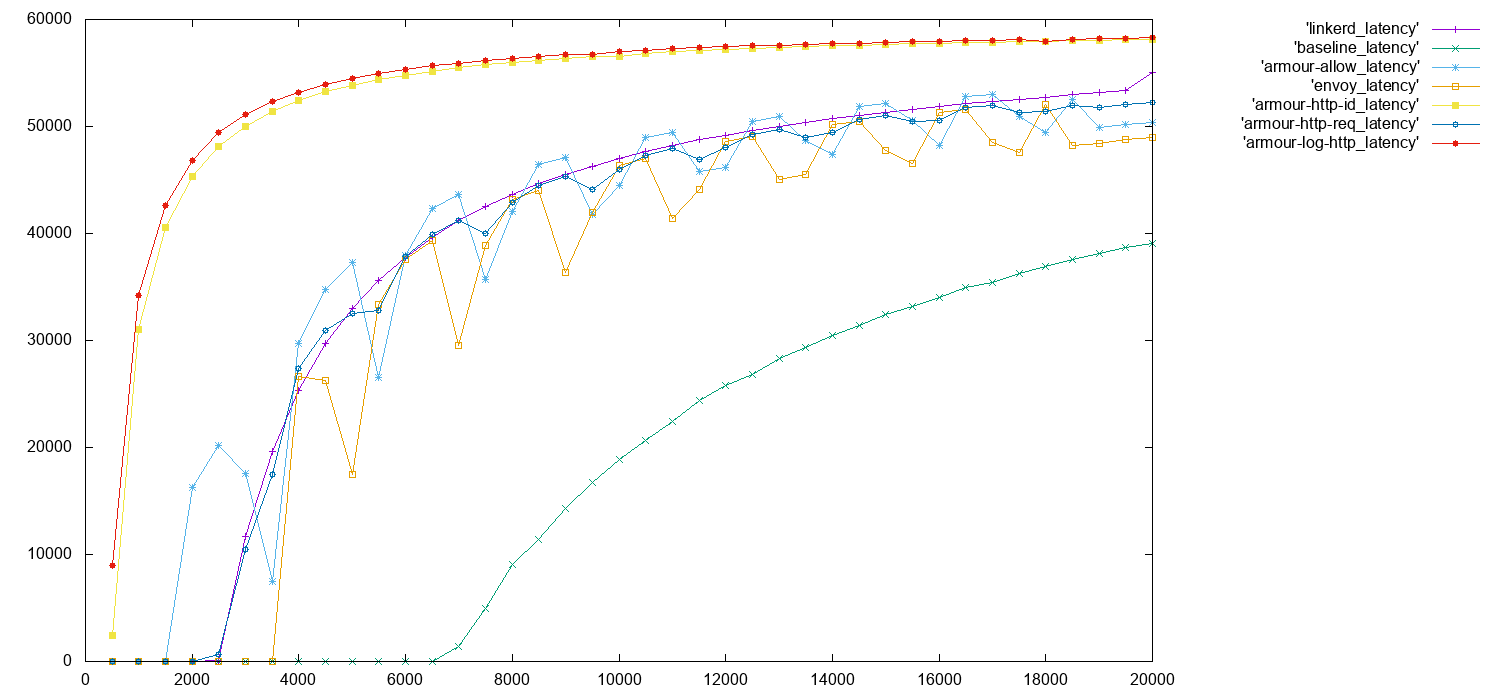 60000
50000
40000
30000
20000
10000
0
0 2000 4000 6000 8000 10000 12000 14000 16000 18000 20000
'linkerd_latency'
'baseline_latency'
'armour-allow_latency'
'envoy_latency'
'armour-http-id_latency'
'armour-http-req_latency'
'armour-log-http_latency'